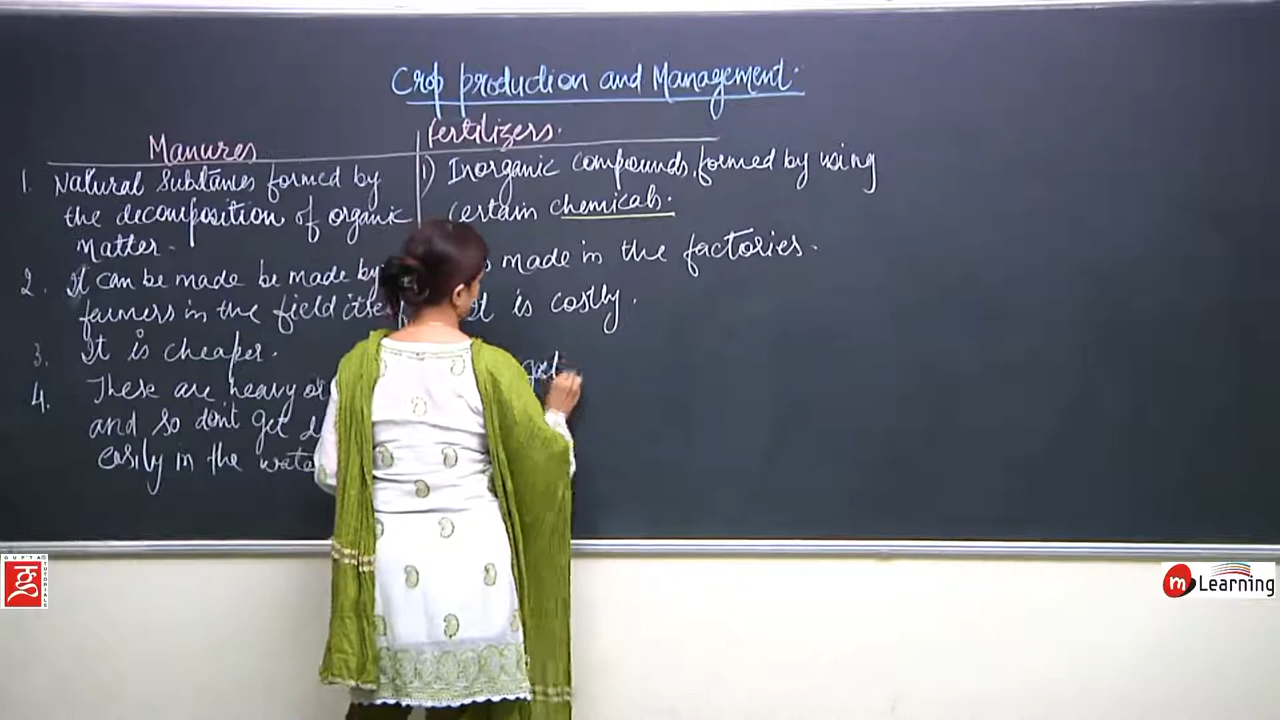 Crop production and Management.
Manures
1. Natural Substances formed by
the decomposition of organic
Matter.
2. It can be made be made by
farmers in the field
3. It is cheaper.
4. These are heavy
and so don't get
easily in the
fertilizers.
1) Inorganic compounds, formed by using
certain chemicals.
made in the factories.
It is costly.
GUPTA TUTORIALS
m Learning